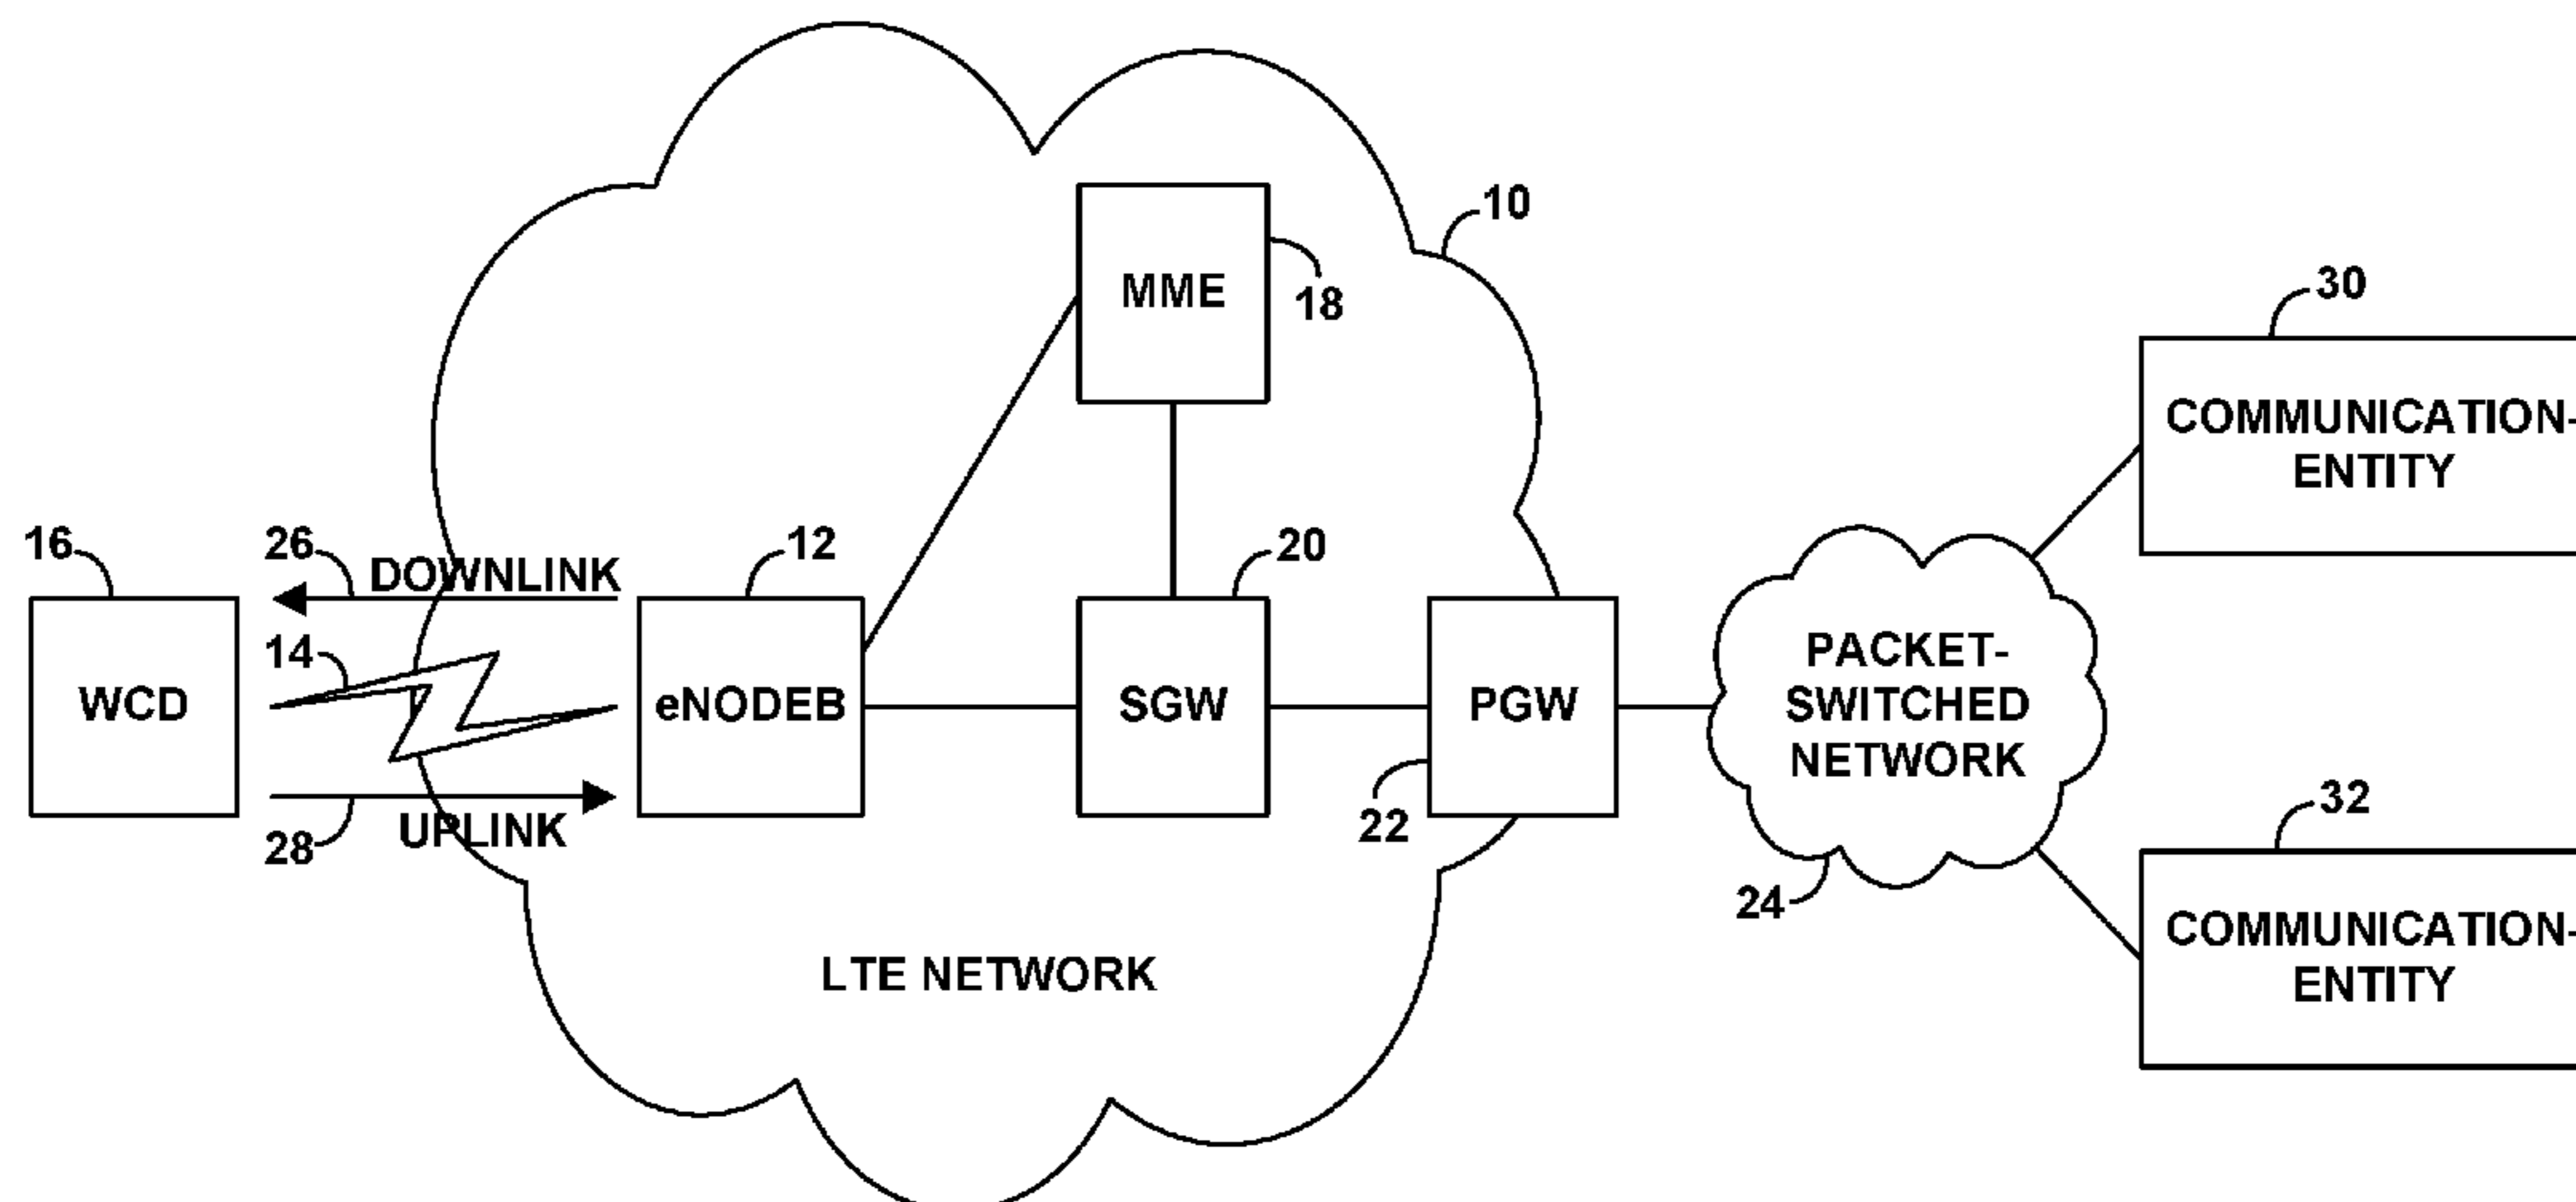 10
MME
18
30
COMMUNICATION-
ENTITY
16
26
DOWNLINK
12
20
14
WCD
eNODEB
SGW
PGW
PACKET-
SWITCHED
NETWORK
28
UPLINK
22
24
32
COMMUNICATION-
ENTITY
LTE NETWORK